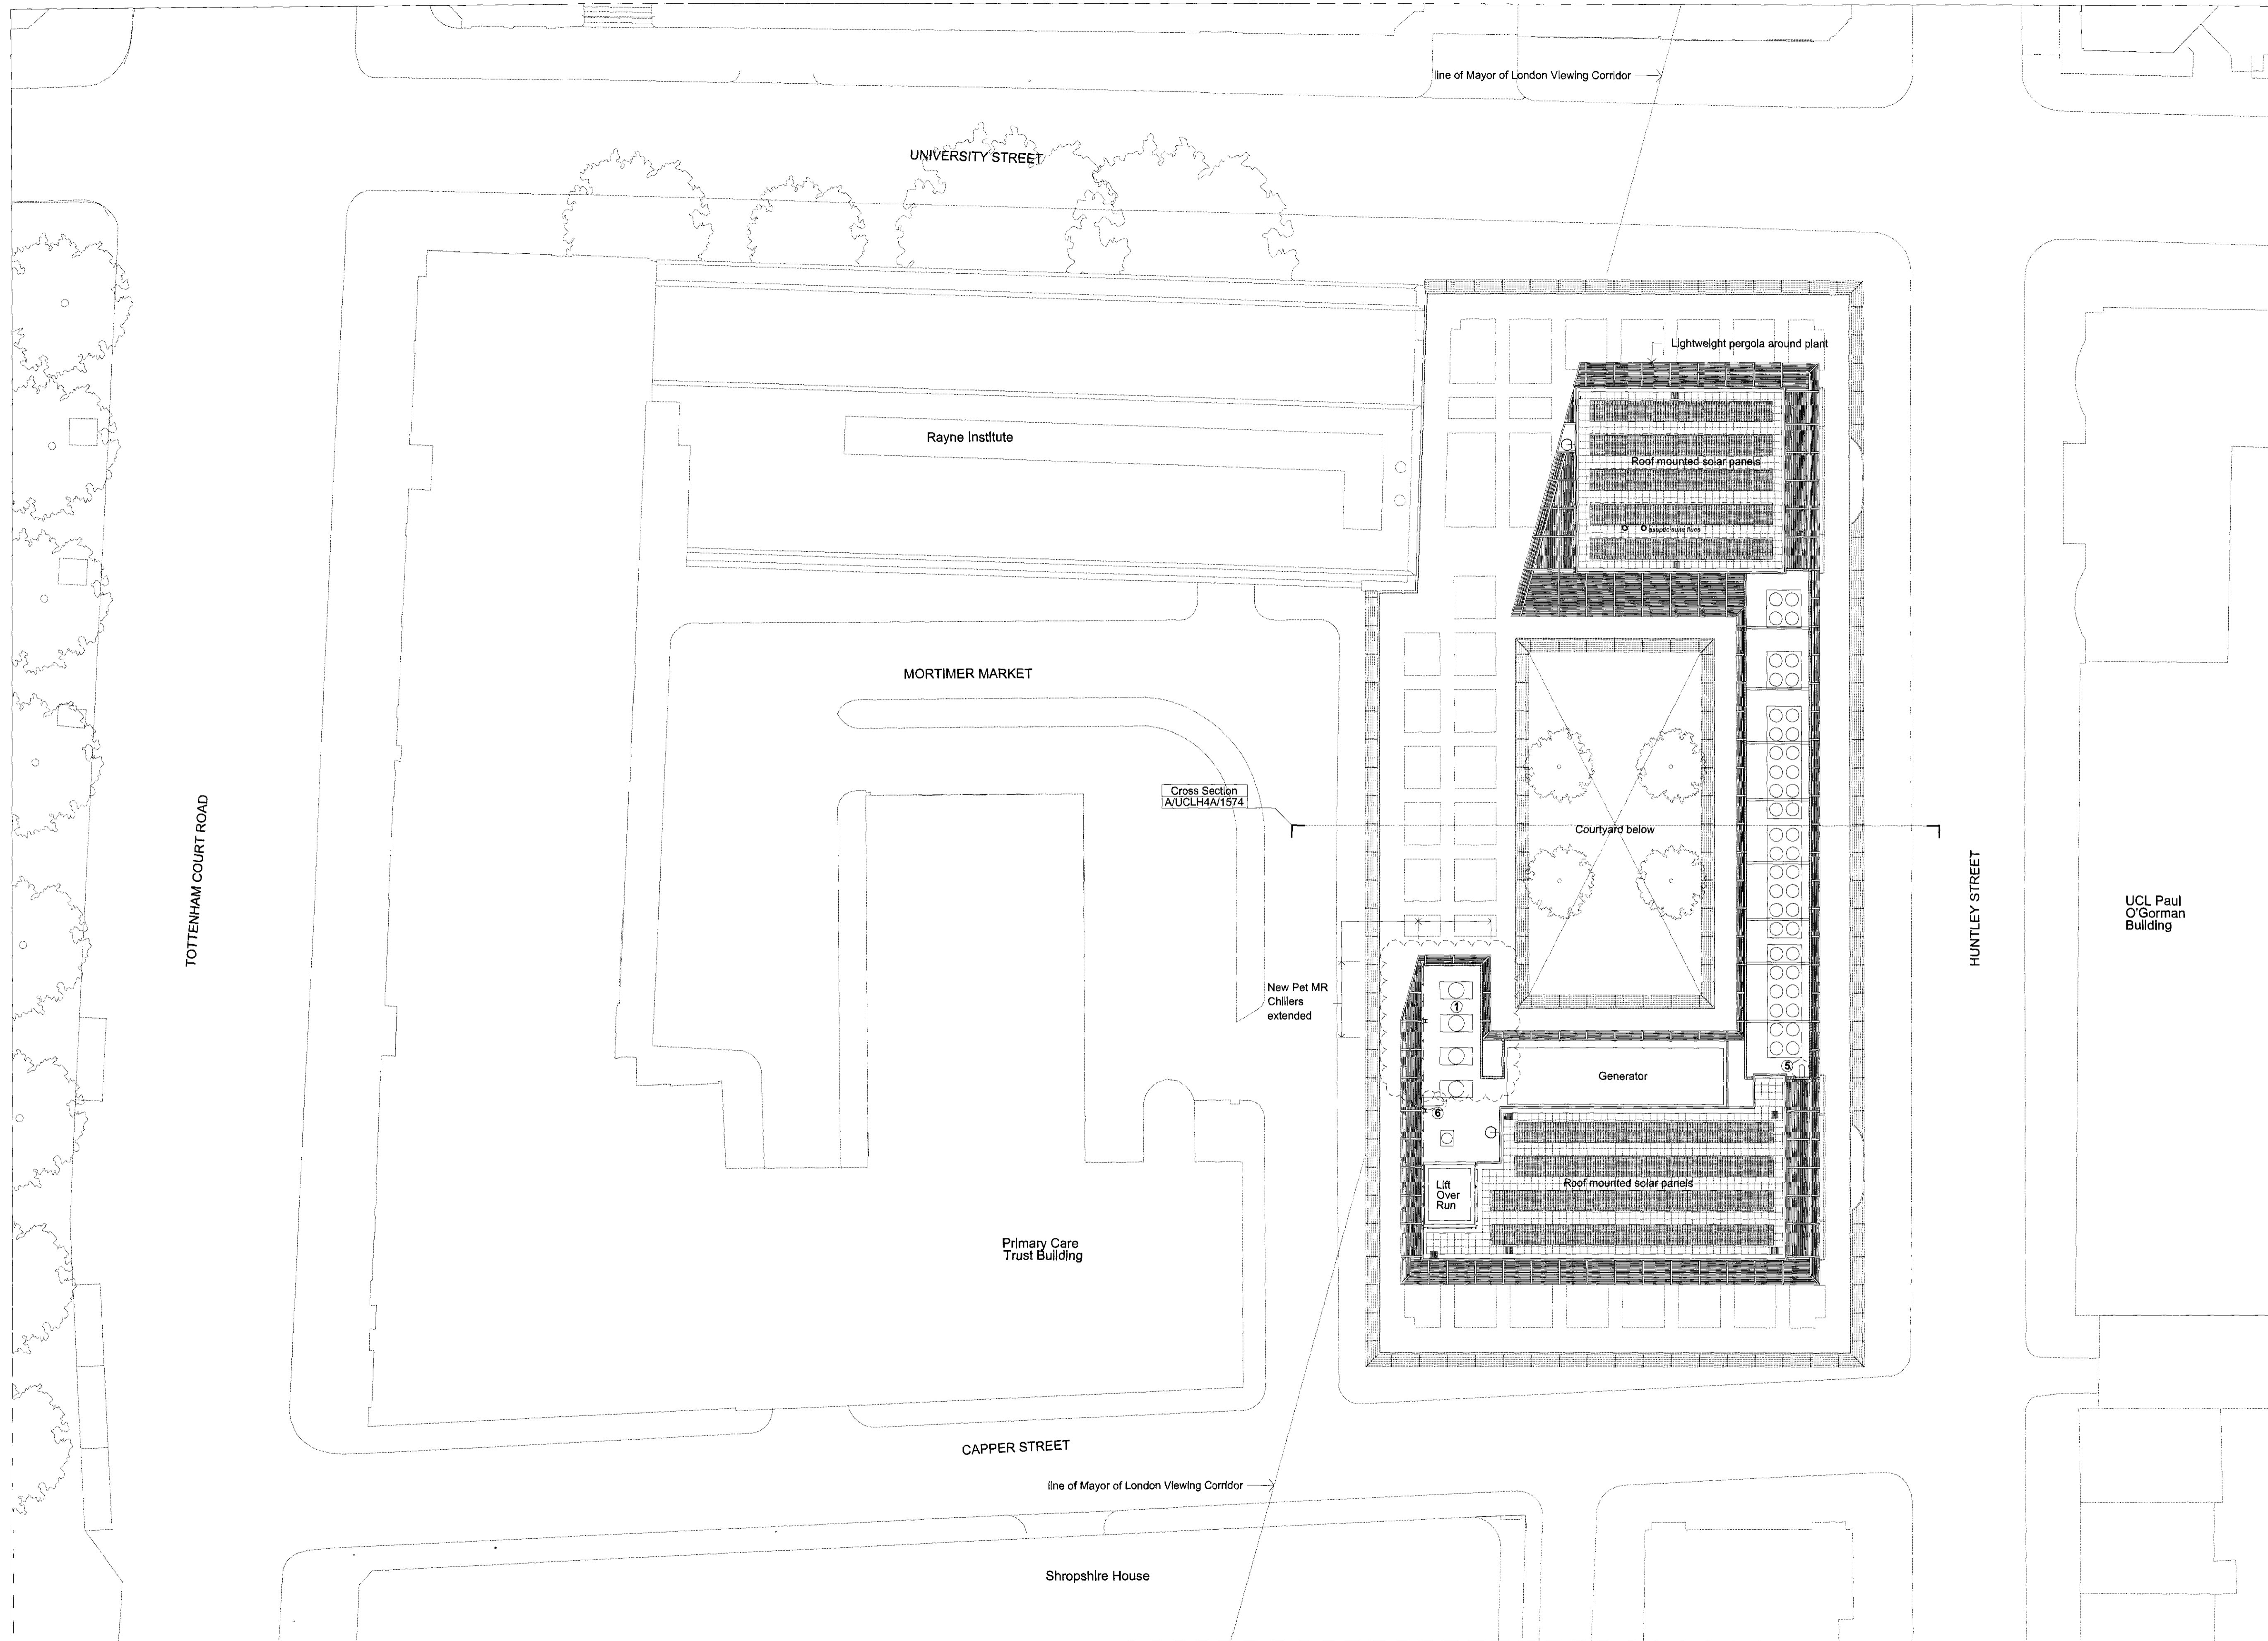 line of Mayor of London Viewing Corridor
UNIVERSITY STREET
Lightweight pergola around plant
Rayne Institute
Roof mounted solar panels
aseptic suite flues
MORTIMER MARKET
Cross Section
A/UCLH4A/1574
TOTTENHAM COURT ROAD
Courtyard below
HUNTLEY STREET
UCL Paul
O'Gorman
Building
New Pet MR
Chillers
extended
1
5
Generator
6
Lift
Over
Run
Roof mounted solar panels
Primary Care
Trust Building
CAPPER STREET
line of Mayor of London Viewing Corridor
Shropshire House